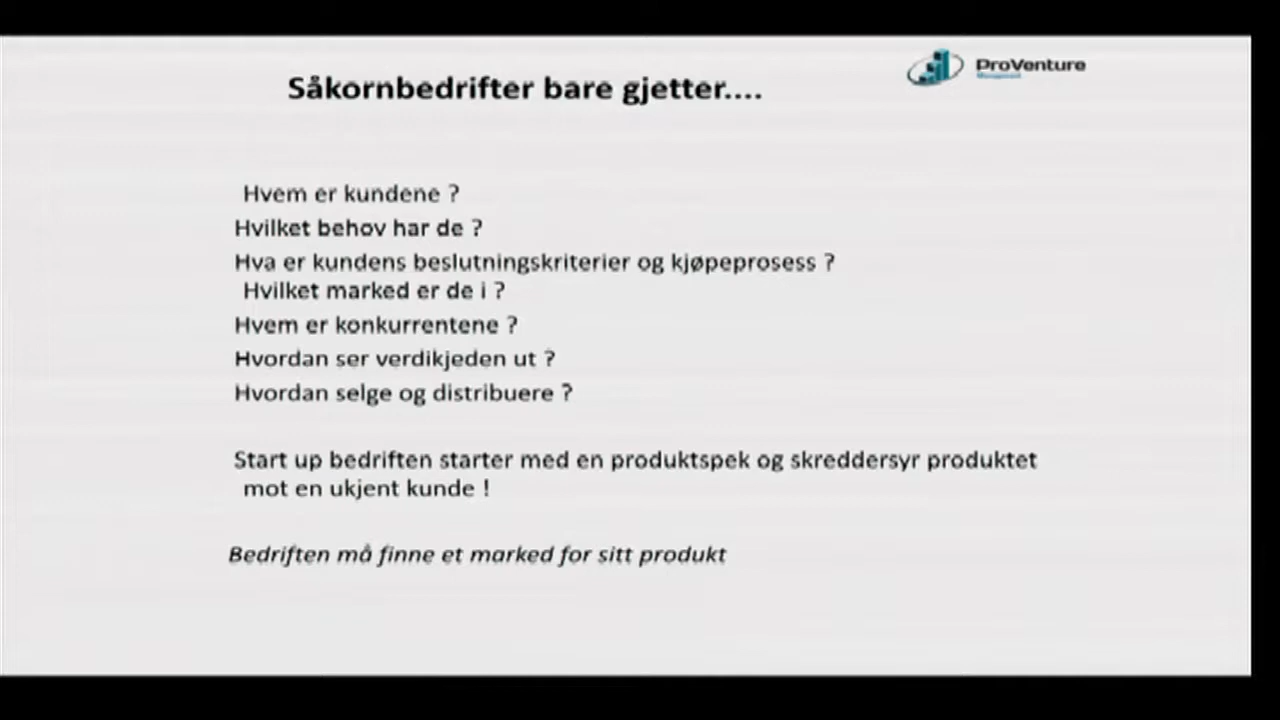 ProVenture
Management
Såkornbedrifter bare gjetter....
Hvem er kundene ?
Hvilket behov har de ?
Hva er kundens beslutningskriterier og kjøpeprosess ?
Hvilket marked er de i ?
Hvem er konkurrentene ?
Hvordan ser verdikjeden ut ?
Hvordan selge og distribuere ?
Start up bedriften starter med en produktspek og skreddersyr produktet
mot en ukjent kunde !
Bedriften må finne et marked for sitt produkt